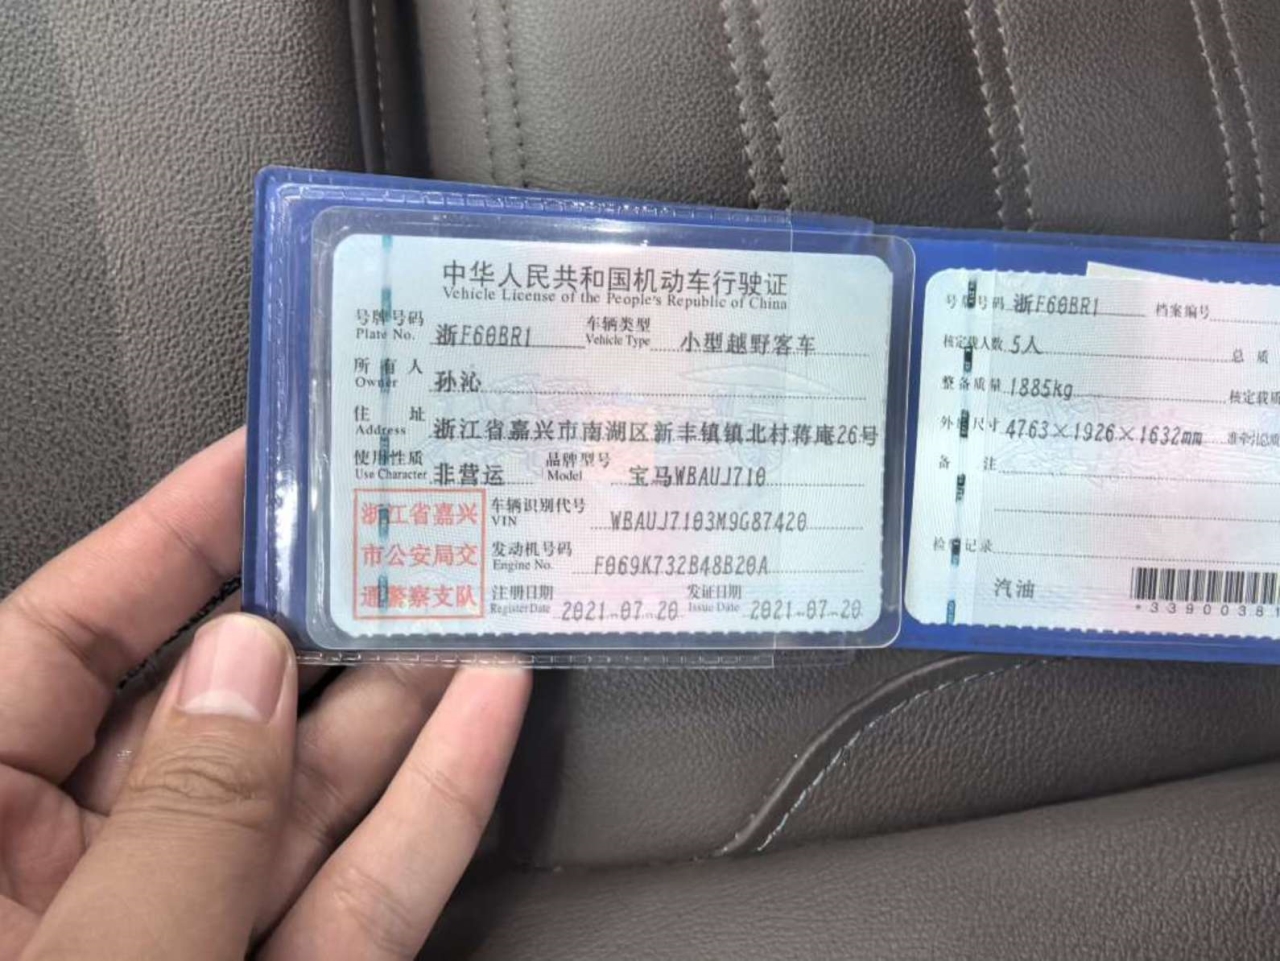 中华人民共和国机动车行驶证
Vehicle License of the People's Republic of China
号牌号码 浙F60BR1 车辆类型 小型越野客车
Plate No. Vehicle Type
所有人 孙沁
Owner
住址 浙江省嘉兴市南湖区新丰镇镇北村蒋庵26号
Address
使用性质 非营运 品牌型号 宝马WBAUJ710
Use Character Model
浙江省嘉兴
市公安局交
通警察支队
车辆识别代号 WBAUJ7103M9G87420
VIN
发动机号码 F069K732B48B20A
Engine No.
注册日期 2021-07-20 发证日期 2021-07-20
Register Date Issue Date
号牌号码 浙F60BR1 档案编号
核定载人数 5人 总质
整备质量 1885kg 核定载质
外廓尺寸 4763×1926×1632mm 准牵引总质
备注
检验记录
汽油
*3390038